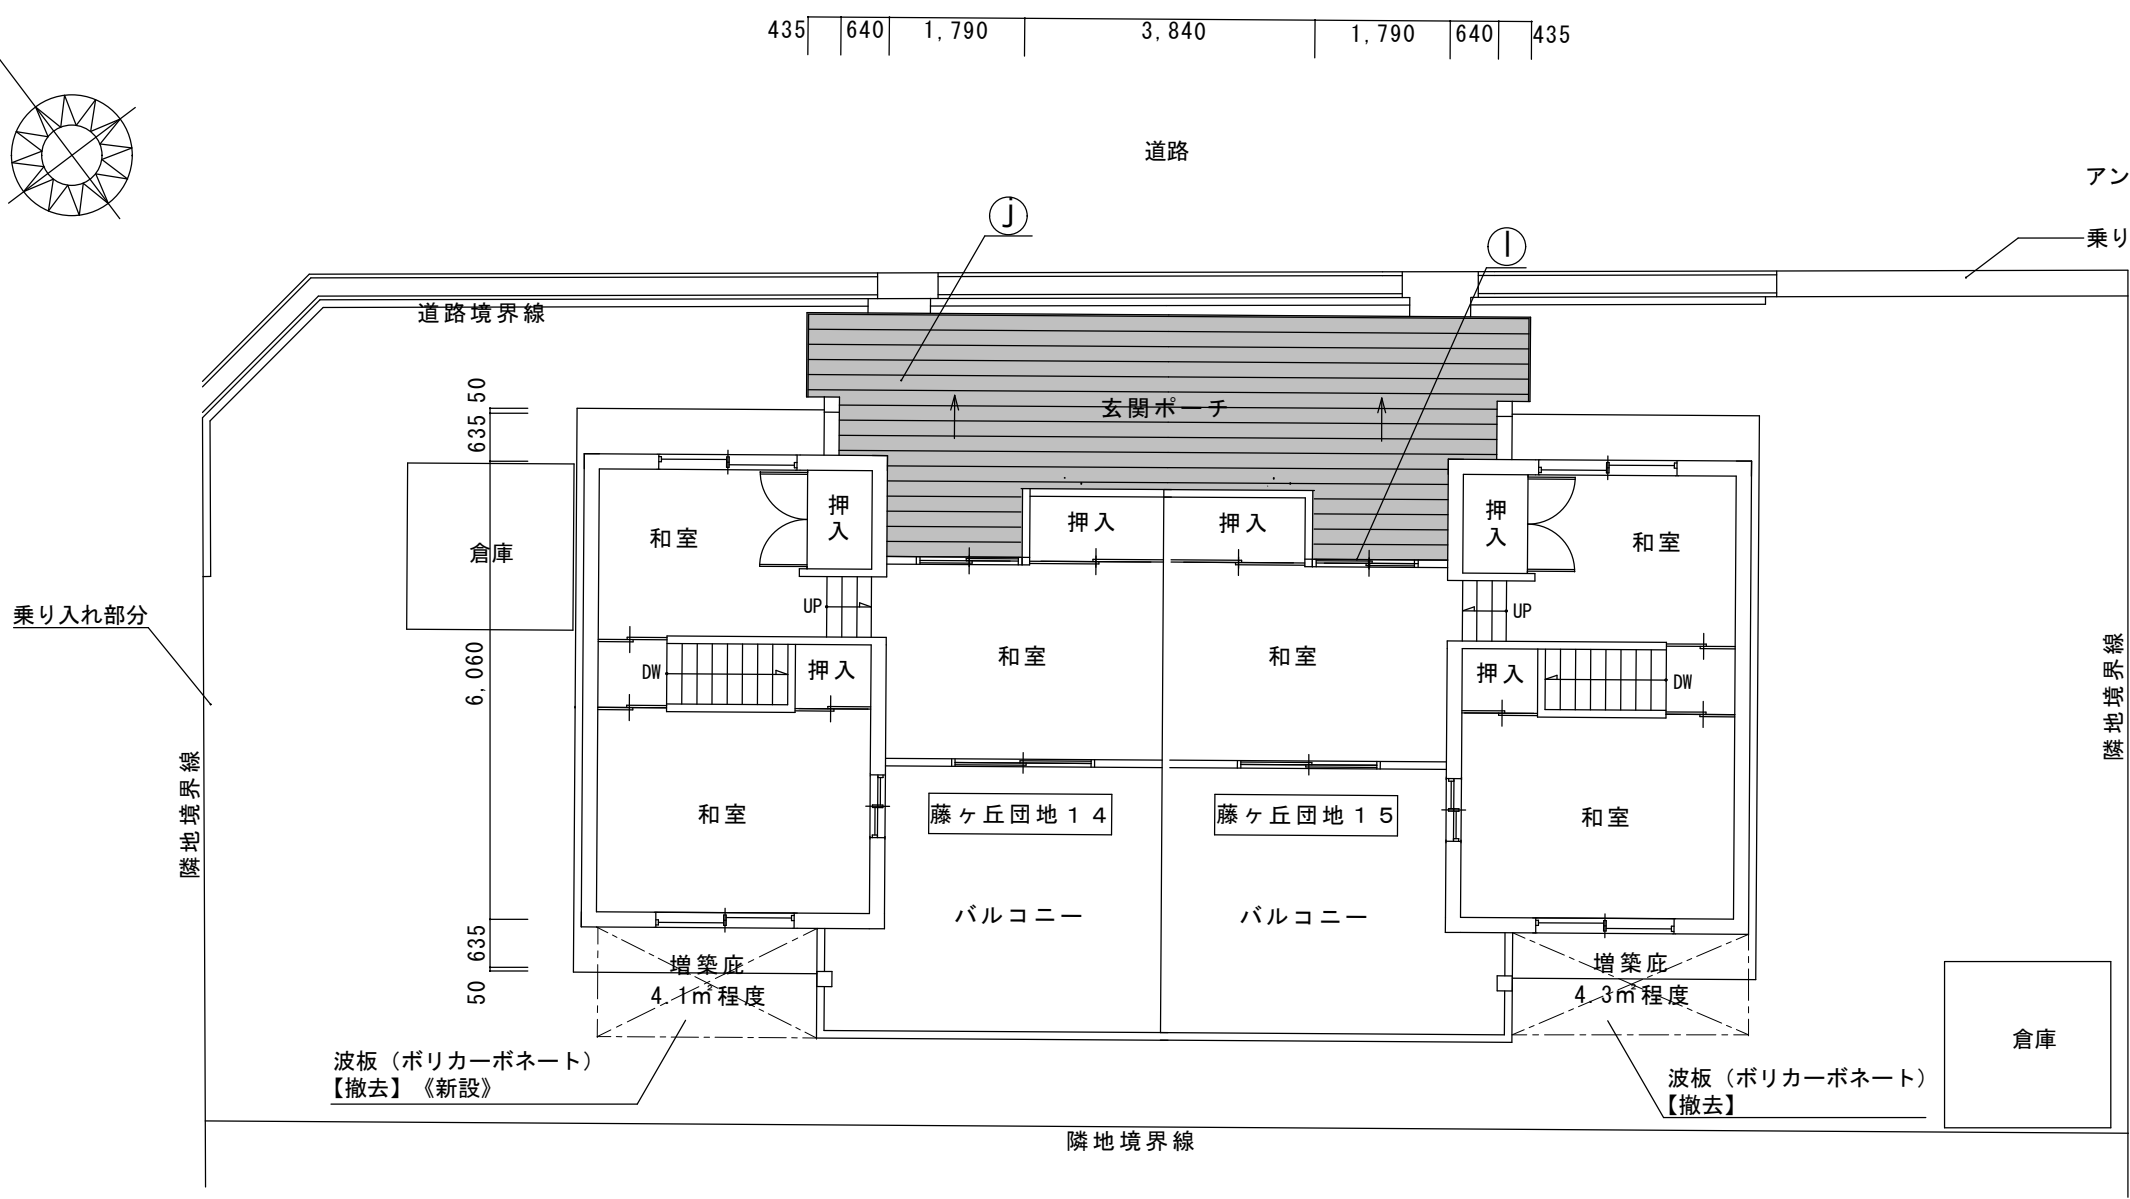 435 640 1,790 3,840 1,790 640 435
道路
アン
j
l
乗り
道路境界線
50
635
玄関ポーチ
押入
押入
押入
押入
和室
和室
倉庫
UP
UP
乗り入れ部分
6,060
和室
和室
DW
押入
押入
DW
隣地境界線
隣地境界線
和室
藤ヶ丘団地14
藤ヶ丘団地15
和室
バルコニー
バルコニー
635
50
増築庇
4.1㎡程度
増築庇
4.3㎡程度
倉庫
波板（ボリカーボネート）
【撤去】《新設》
波板（ボリカーボネート）
【撤去】
隣地境界線